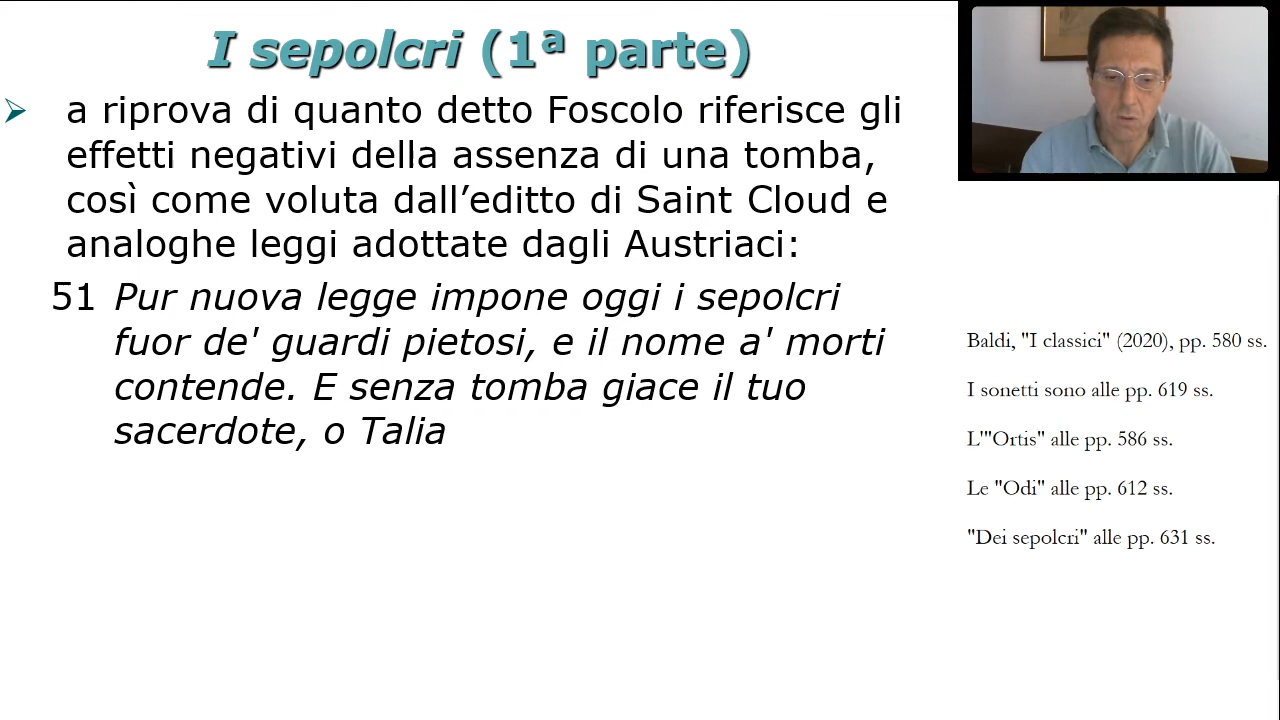 I sepolcri (1ª parte)
a riprova di quanto detto Foscolo riferisce gli
effetti negativi della assenza di una tomba,
così come voluta dall’editto di Saint Cloud e
analoghe leggi adottate dagli Austriaci:
51 Pur nuova legge impone oggi i sepolcri
fuor de' guardi pietosi, e il nome a' morti
contende. E senza tomba giace il tuo
sacerdote, o Talia
Baldi, "I classici" (2020), pp. 580 ss.
I sonetti sono alle pp. 619 ss.
L'"Ortis" alle pp. 586 ss.
Le "Odi" alle pp. 612 ss.
"Dei sepolcri" alle pp. 631 ss.